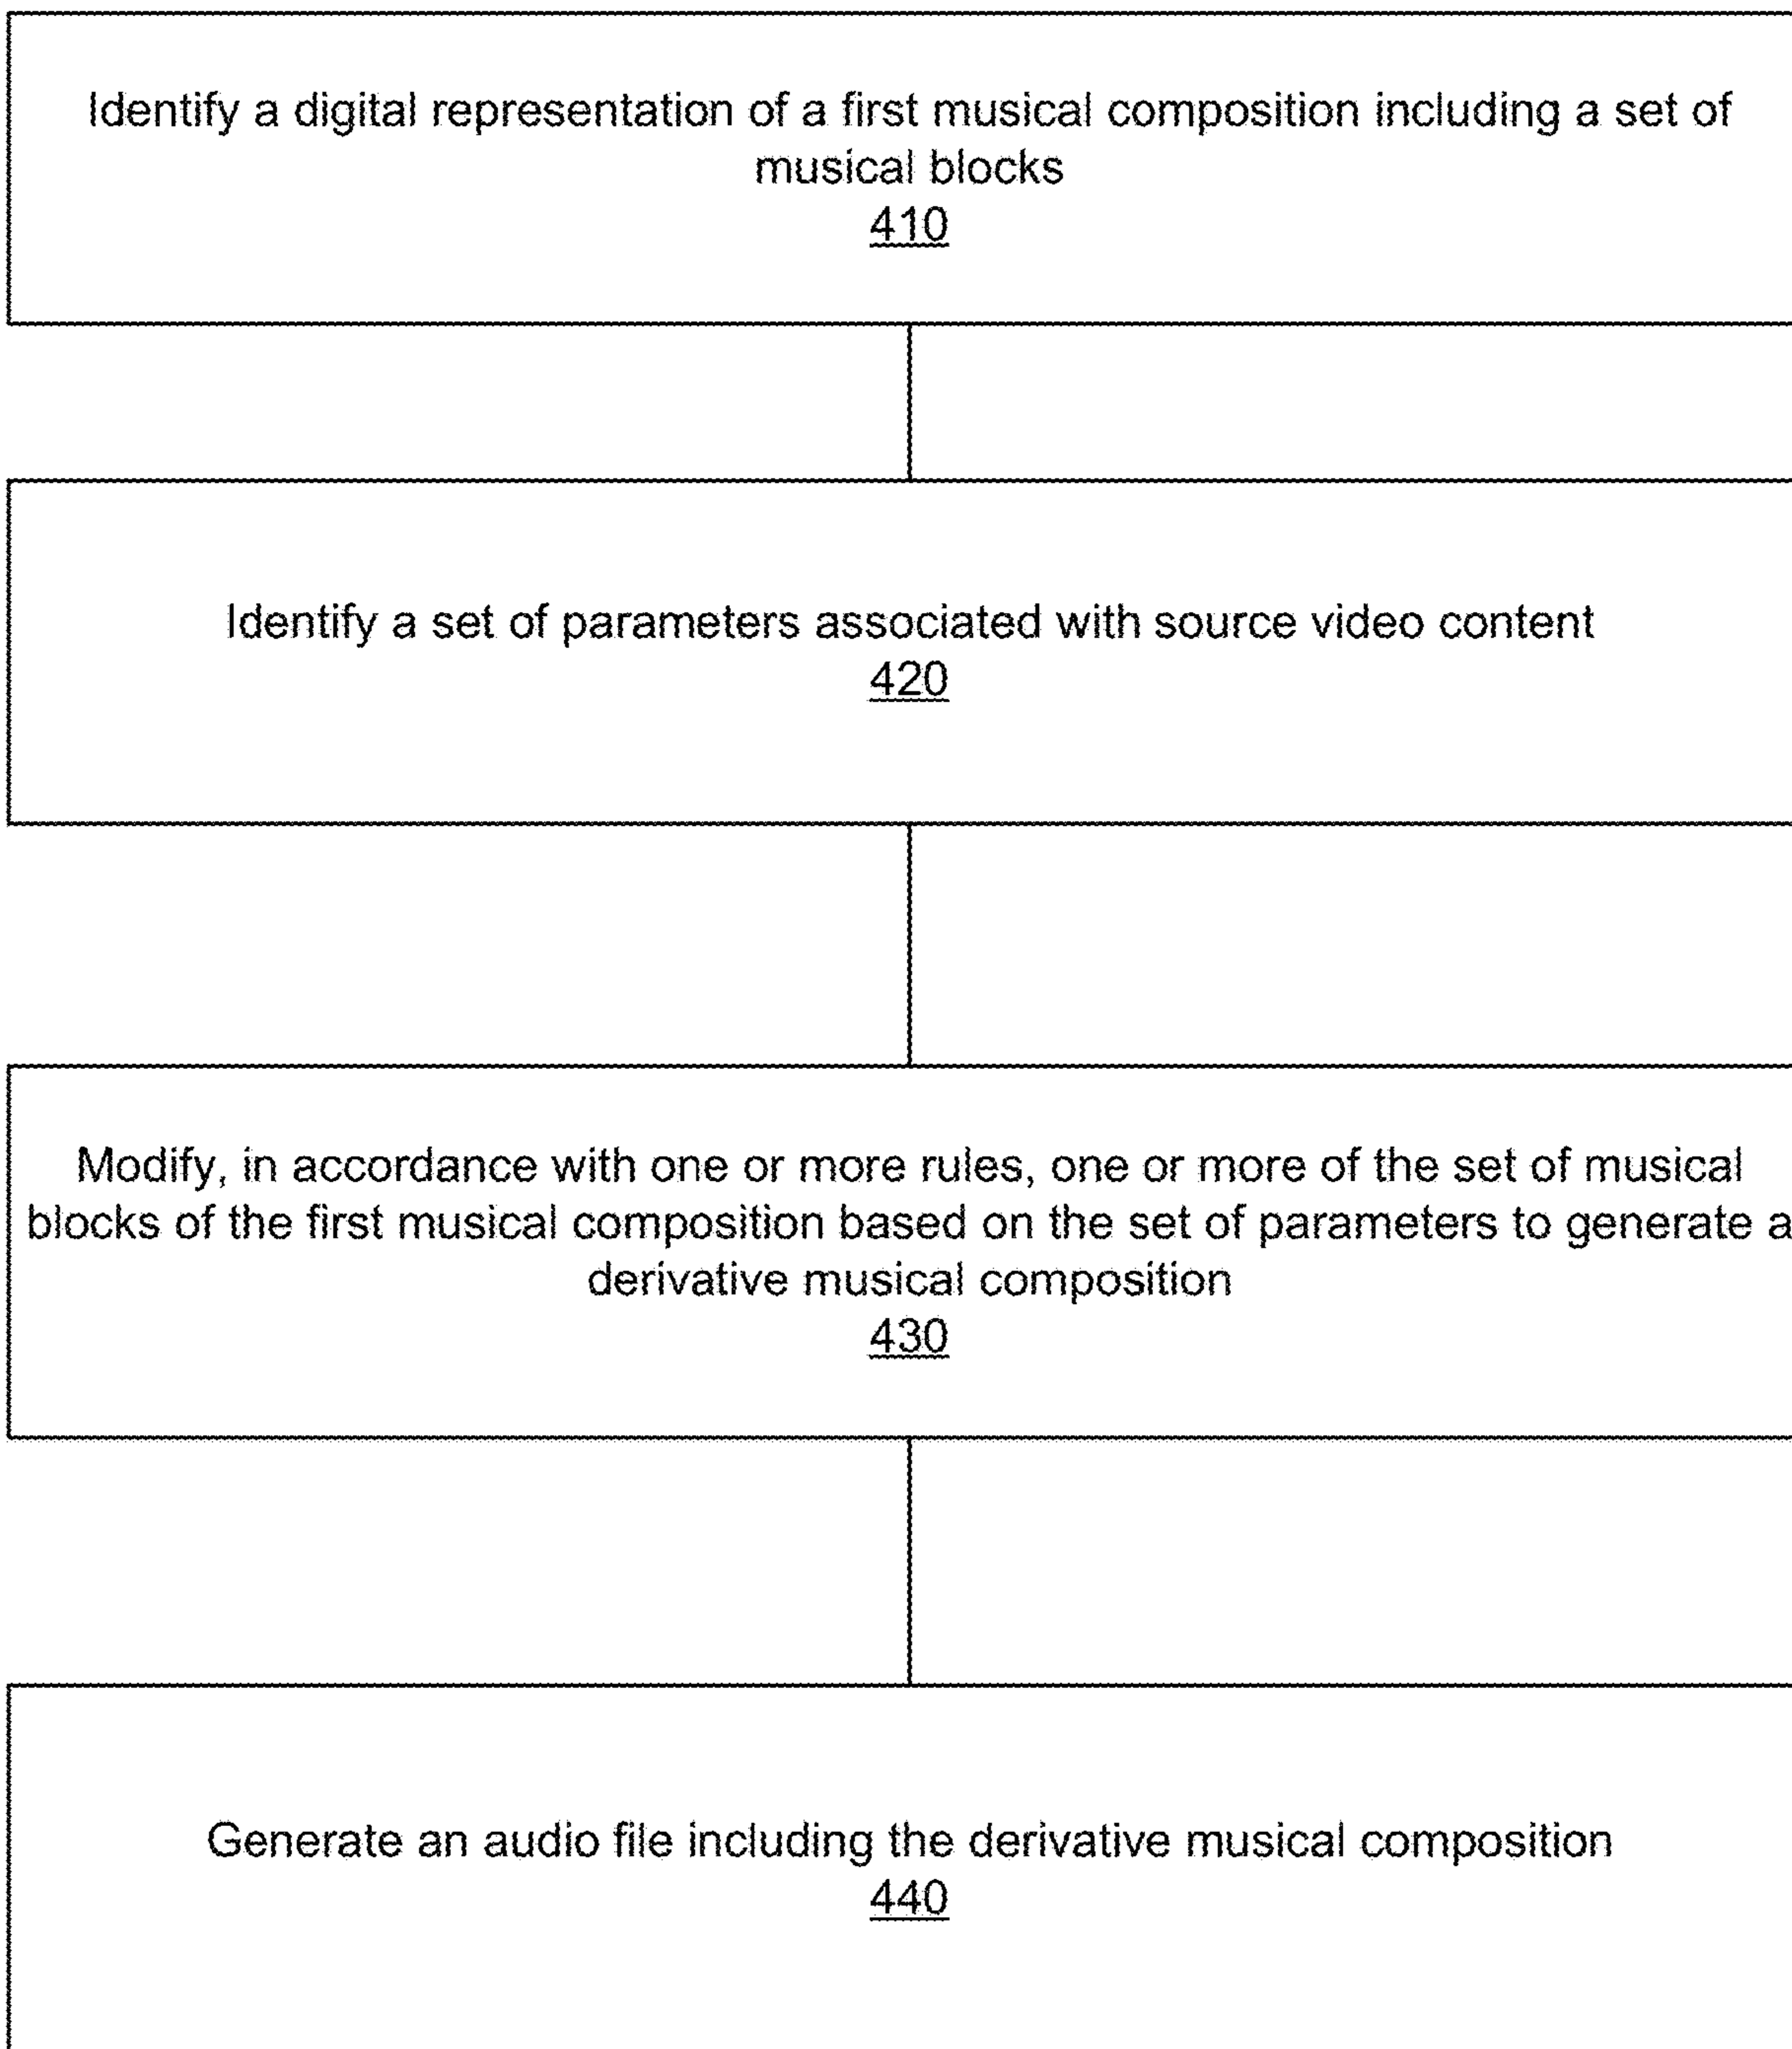 Identify a digital representation of a first musical composition including a set of
musical blocks
410
Identify a set of parameters associated with source video content
420
Modify, in accordance with one or more rules, one or more of the set of musical
blocks of the first musical composition based on the set of parameters to generate a
derivative musical composition
430
Generate an audio file including the derivative musical composition
440